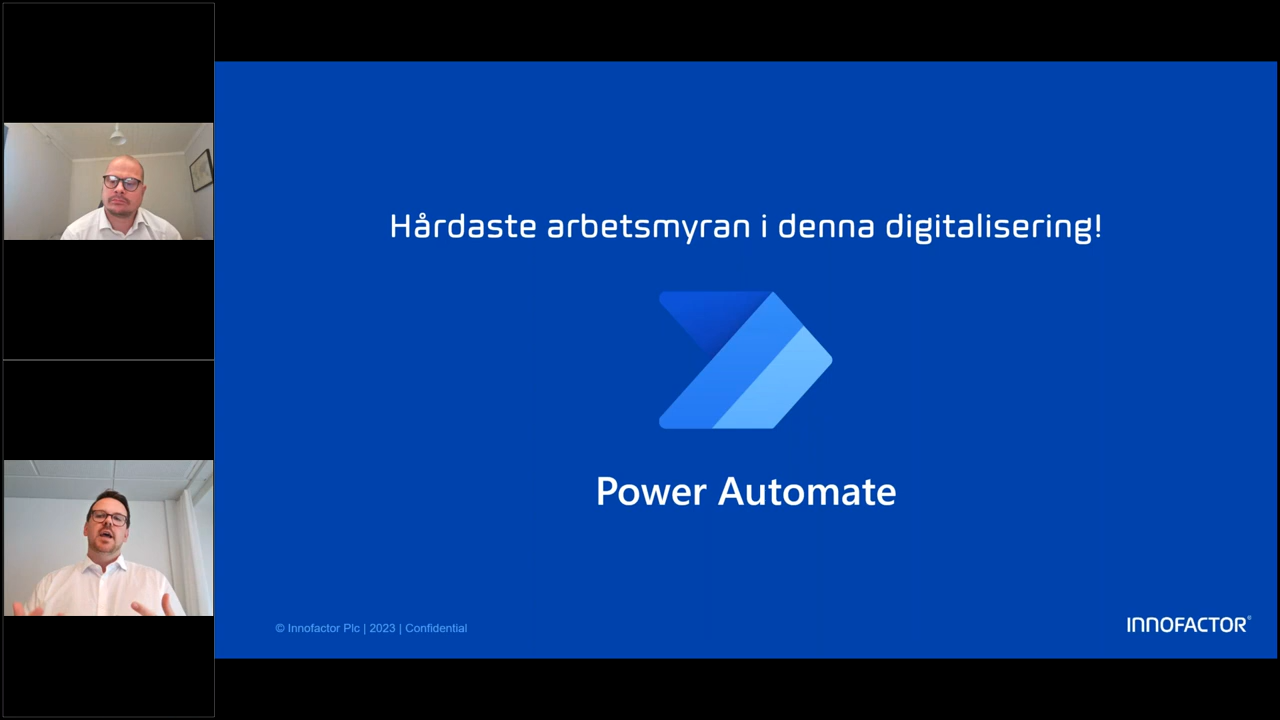 Hårdaste arbetsmyran i denna digitalisering!
Power Automate
© Innofactor Plc | 2023 | Confidential
INNOFACTOR®